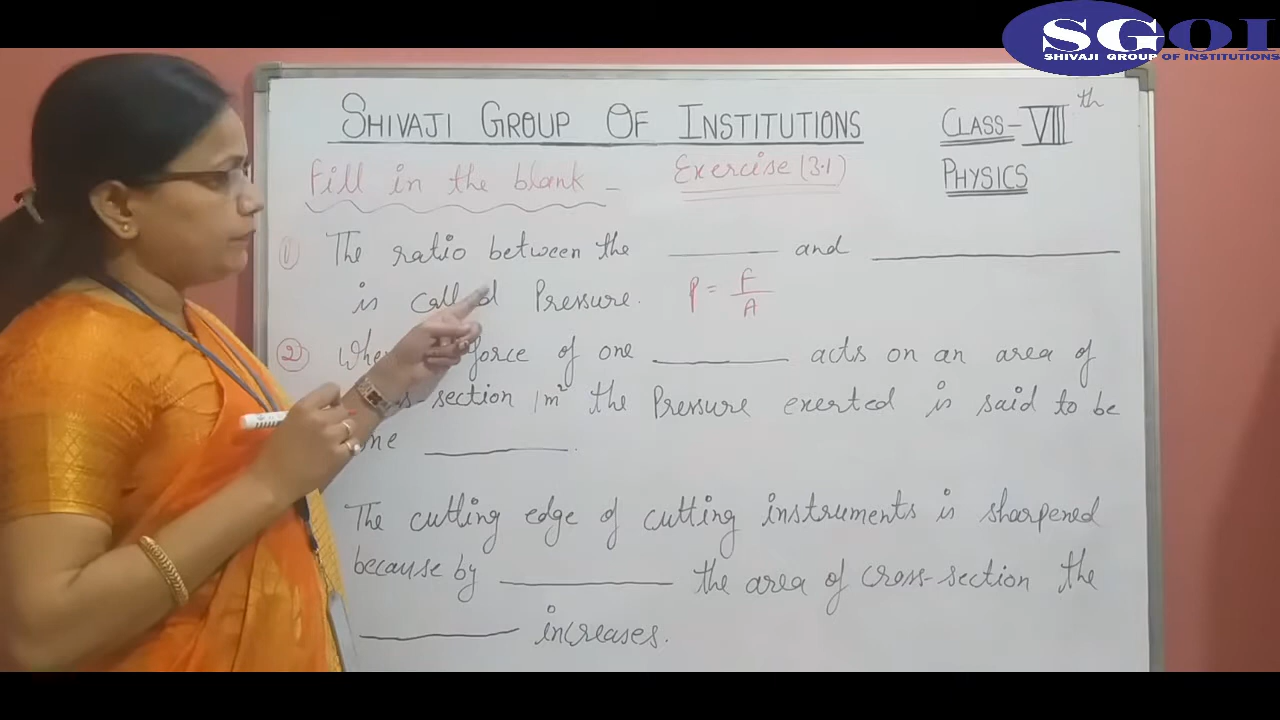 SGOI
SHIVAJI GROUP OF INSTITUTIONS
SHIVAJI GROUP OF INSTITUTIONS
CLASS-VIIIth
Fill in the blank - Exercise (3.1)
PHYSICS
① The ratio between the ______ and ______
is called Pressure. P = F/A
② force of one ______ acts on an area of
section 1m² the Pressure exerted is said to be
______.
The cutting edge of cutting instruments is sharpened
because by ______ the area of cross-section the
______ increases.